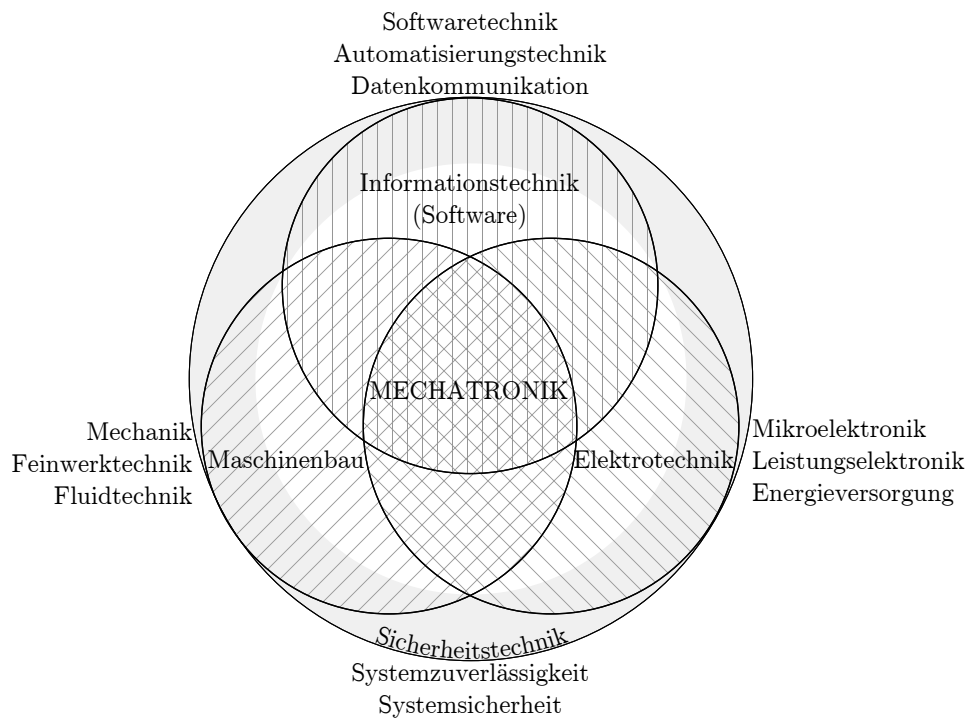 Softwaretechnik
Automatisierungstechnik
Datenkommunikation
Informationstechnik
(Software)
MECHATRONIK
Mechanik
Feinwerktechnik
Fluidtechnik
Maschinenbau
Elektrotechnik
Mikroelektronik
Leistungselektronik
Energieversorgung
Sicherheitstechnik
Systemzuverlässigkeit
Systemsicherheit